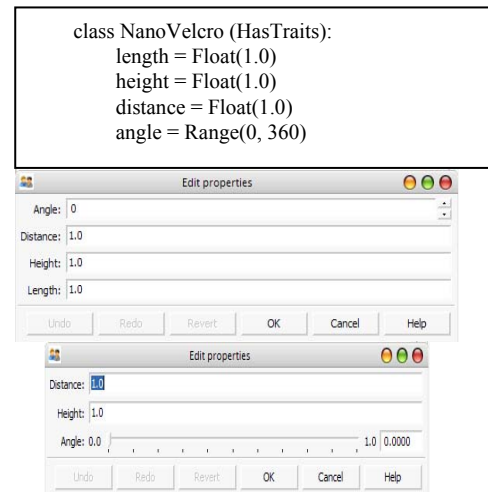 class NanoVelcro (HasTraits):
length = Float(1.0)
height = Float(1.0)
distance = Float(1.0)
angle = Range(0, 360)
Edit properties
Angle: 0
Distance: 1.0
Height: 1.0
Length: 1.0
Undo Redo Revert OK Cancel Help
Edit properties
Distance: 1.0
Height: 1.0
Angle: 0.0 1.0 0.0000
Undo Redo Revert OK Cancel Help